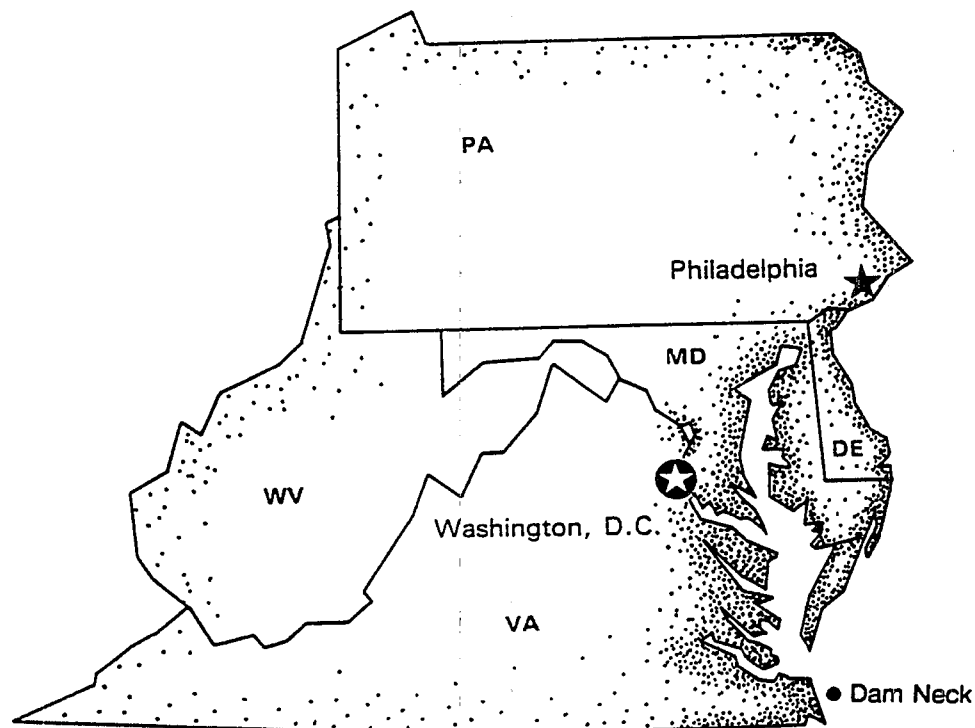 PA
Philadelphia
MD
DE
WV
Washington, D.C.
VA
Dam Neck